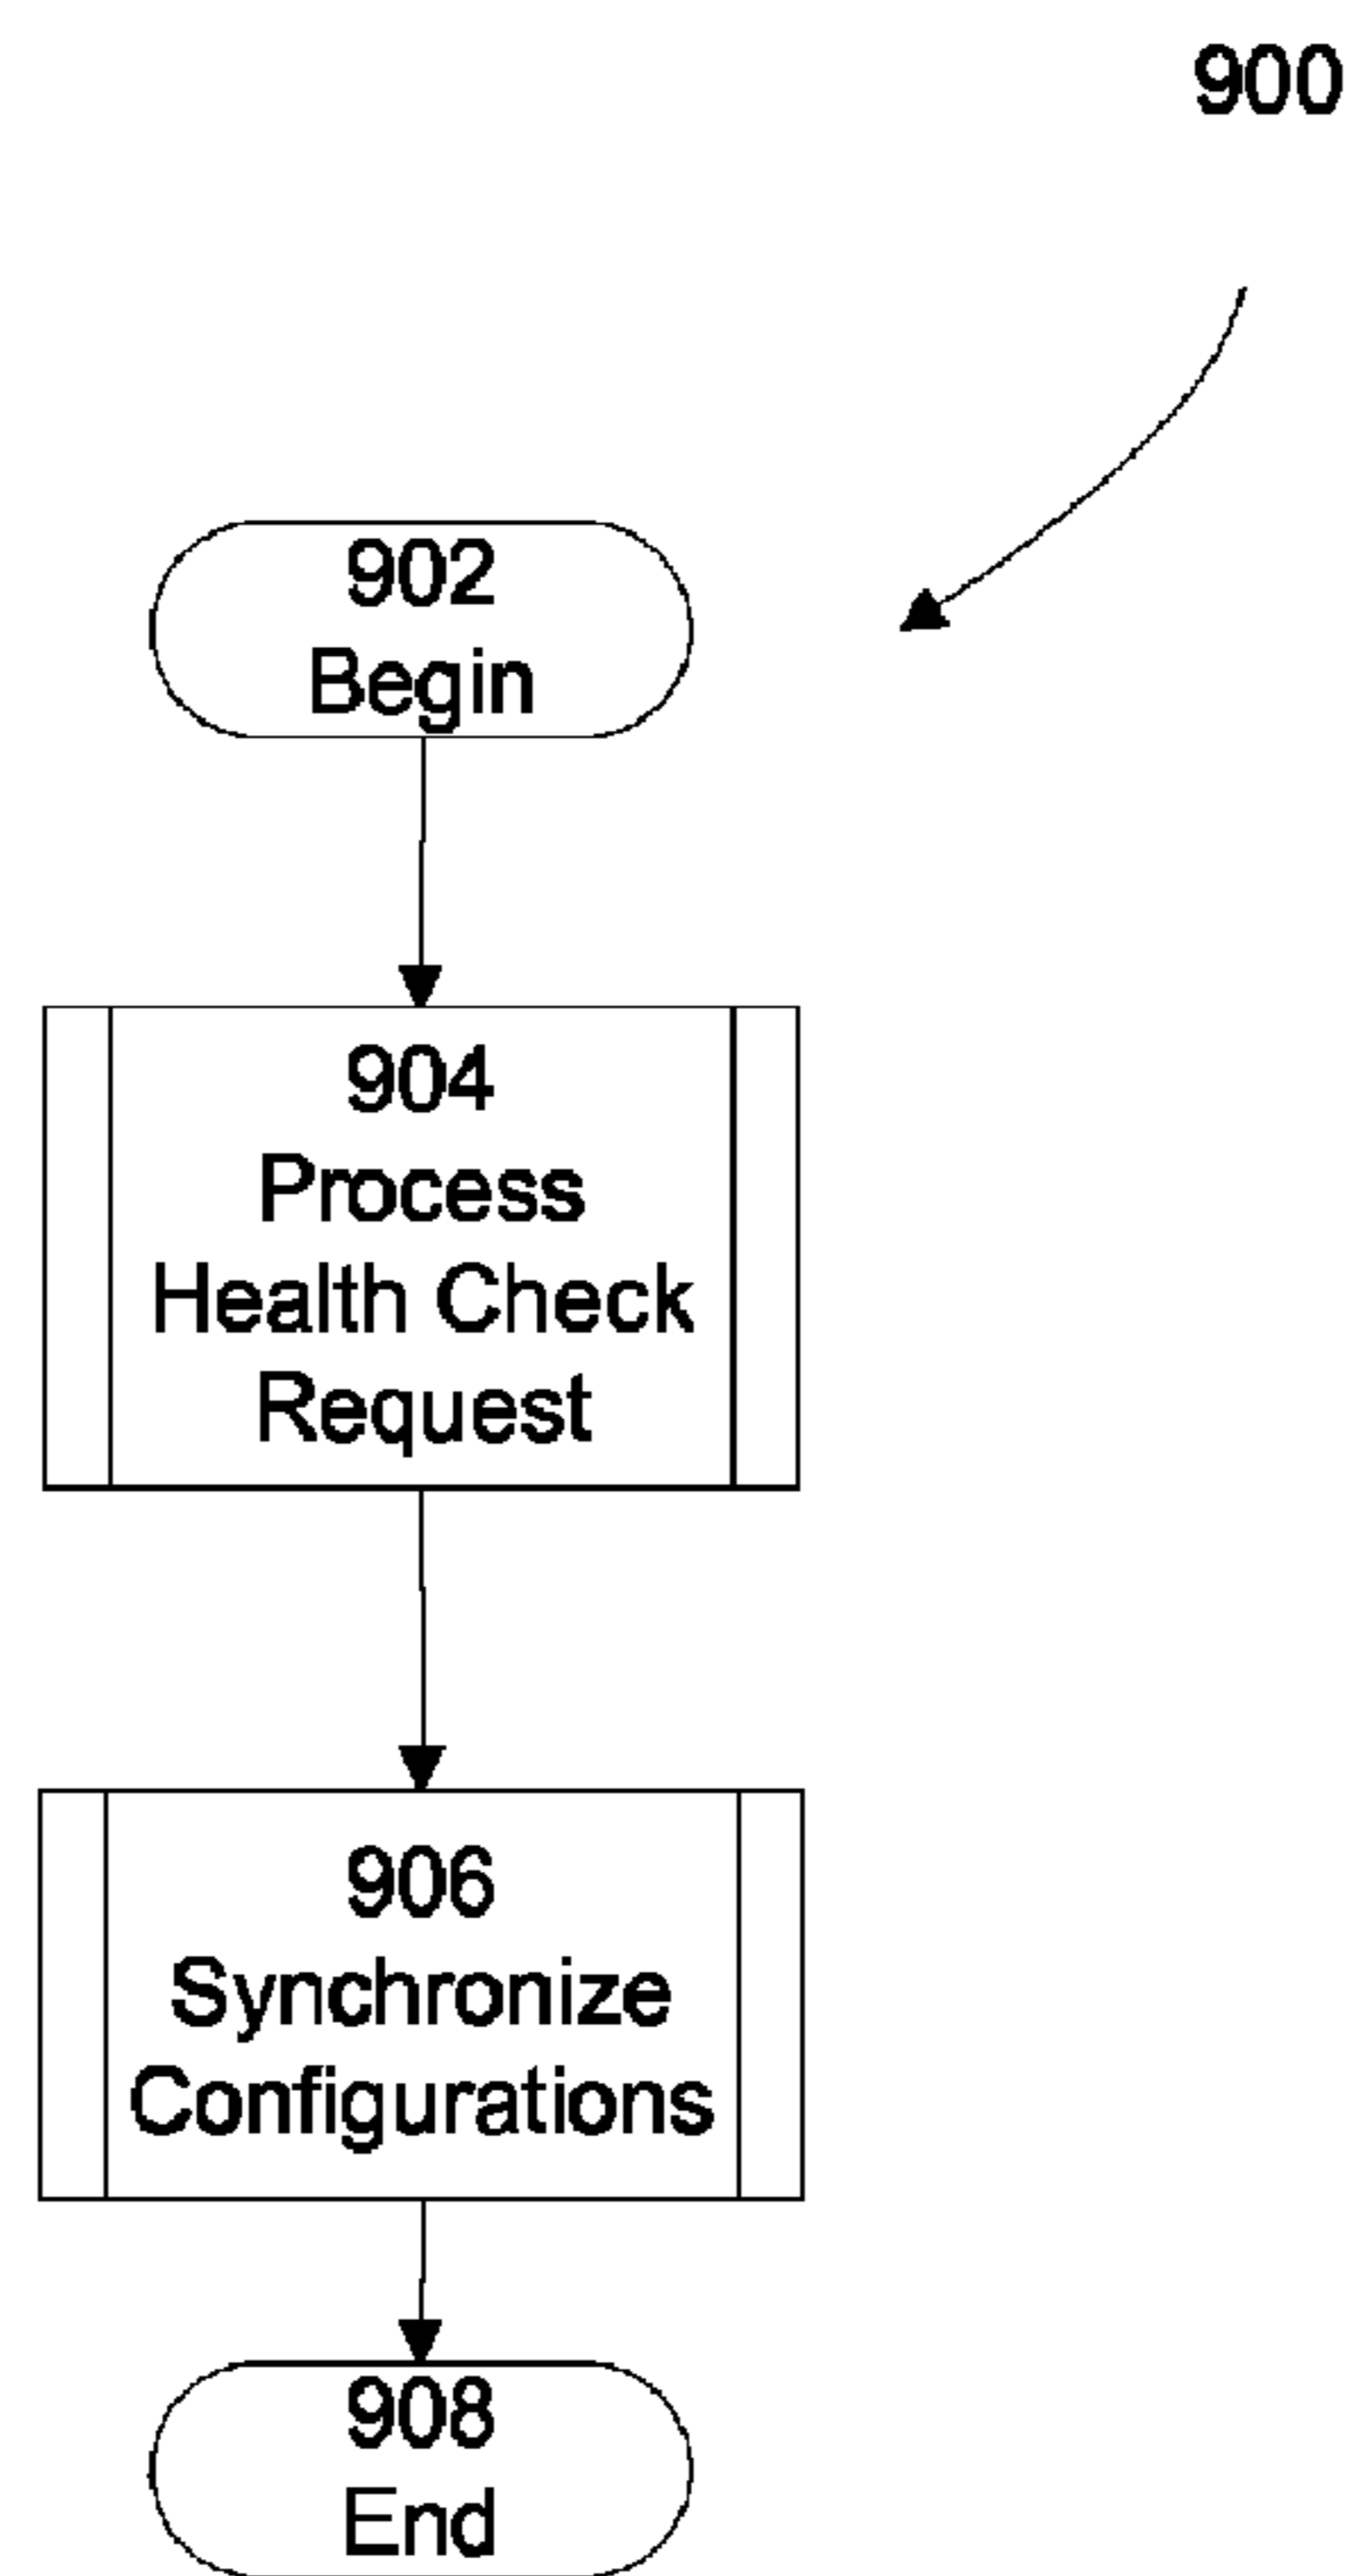 900
902
Begin
904
Process
Health Check
Request
906
Synchronize
Configurations
908
End